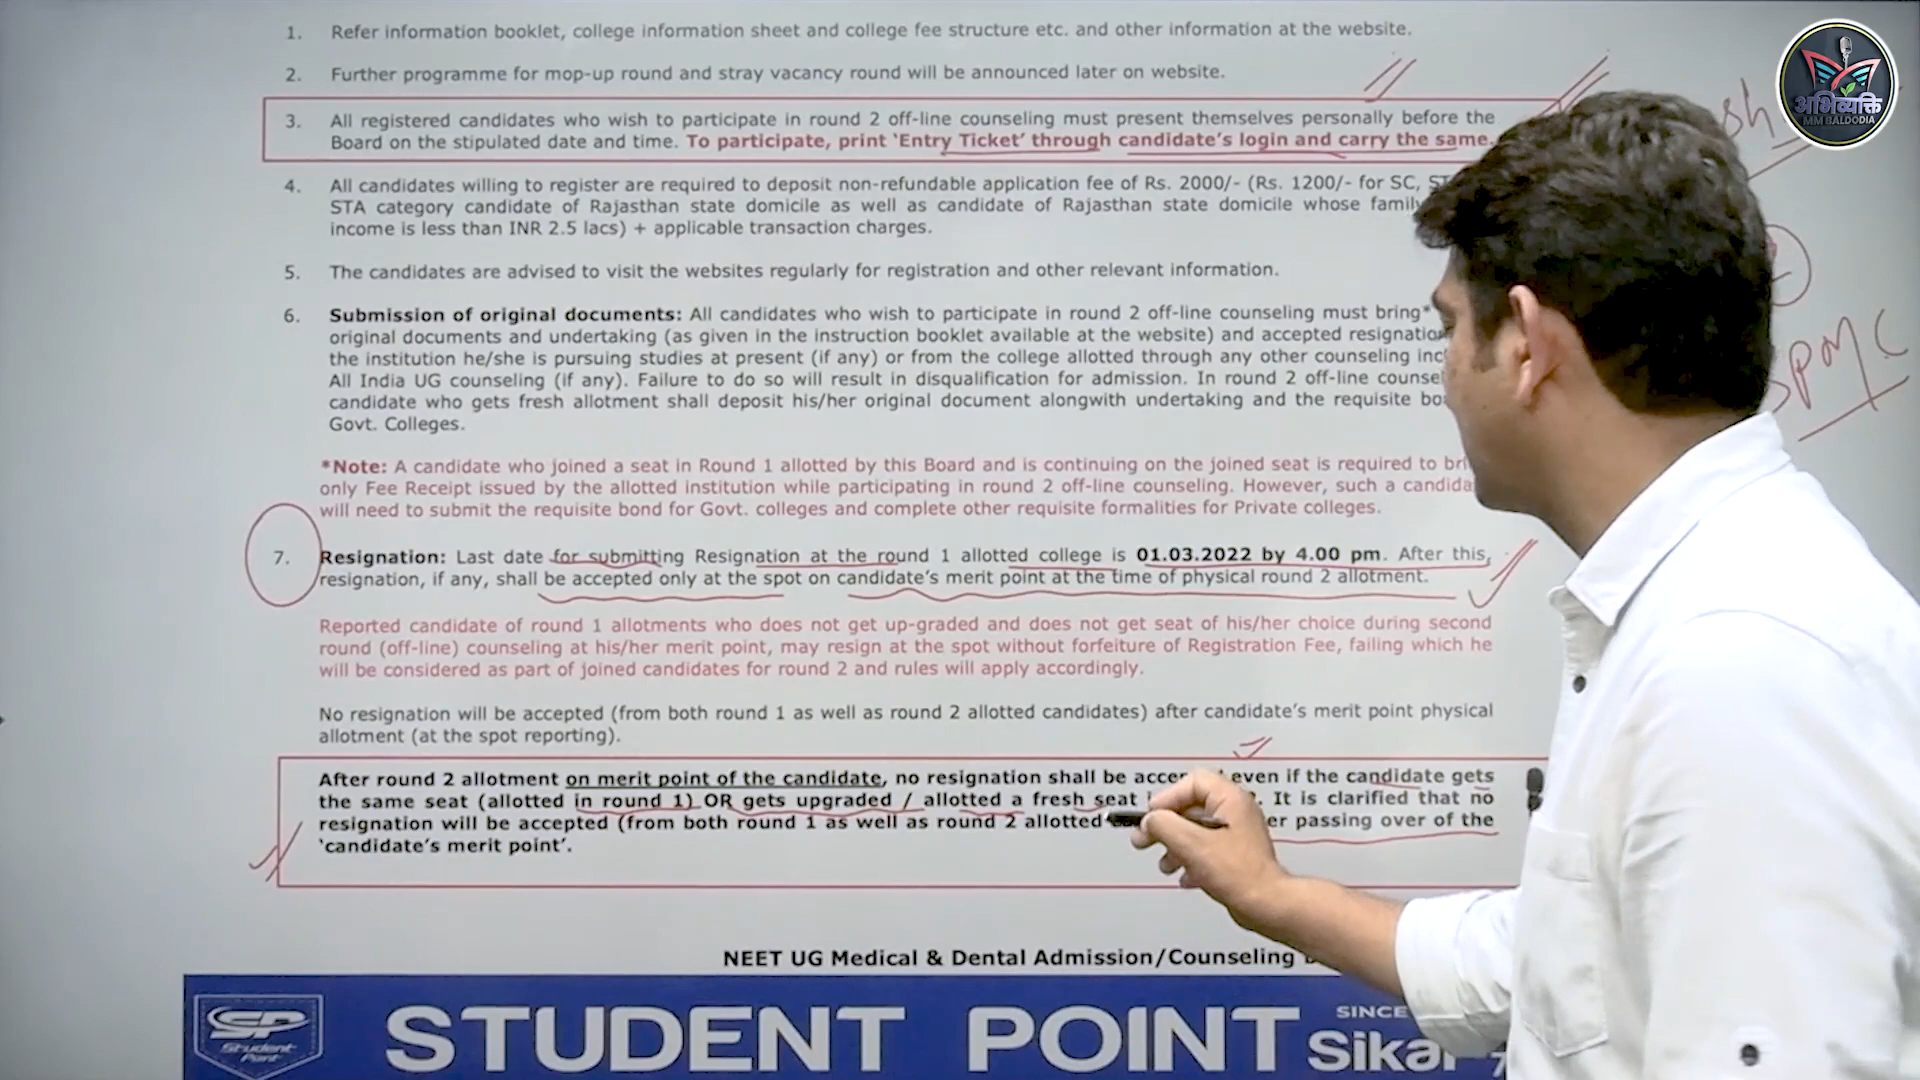 1. Refer information booklet, college information sheet and college fee structure etc. and other information at the website.
2. Further programme for mop-up round and stray vacancy round will be announced later on website.
3. All registered candidates who wish to participate in round 2 off-line counseling must present themselves personally before the
Board on the stipulated date and time. To participate, print 'Entry Ticket' through candidate's login and carry the same.
4. All candidates willing to register are required to deposit non-refundable application fee of Rs. 2000/- (Rs. 1200/- for SC,
STA category candidate of Rajasthan state domicile as well as candidate of Rajasthan state domicile whose family
income is less than INR 2.5 lacs) + applicable transaction charges.
5. The candidates are advised to visit the websites regularly for registration and other relevant information.
6. Submission of original documents: All candidates who wish to participate in round 2 off-line counseling must bring*
original documents and undertaking (as given in the instruction booklet available at the website) and accepted
the institution he/she is pursuing studies at present (if any) or from the college allotted through any other counseling
All India UG counseling (if any). Failure to do so will result in disqualification for admission. In round 2 off-line
candidate who gets fresh allotment shall deposit his/her original document alongwith undertaking and the requisite
Govt. Colleges.
*Note: A candidate who joined a seat in Round 1 allotted by this Board and is continuing on the joined seat is required to
only Fee Receipt issued by the allotted institution while participating in round 2 off-line counseling. However, such a
will need to submit the requisite bond for Govt. colleges and complete other requisite formalities for Private colleges.
7. Resignation: Last date for submitting Resignation at the round 1 allotted college is 01.03.2022 by 4.00 pm. After this,
resignation, if any, shall be accepted only at the spot on candidate's merit point at the time of physical round 2 allotment.
Reported candidate of round 1 allotments who does not get up-graded and does not get seat of his/her choice during second
round (off-line) counseling at his/her merit point, may resign at the spot without forfeiture of Registration Fee, failing which he
will be considered as part of joined candidates for round 2 and rules will apply accordingly.
No resignation will be accepted (from both round 1 as well as round 2 allotted candidates) after candidate's merit point physical
allotment (at the spot reporting).
After round 2 allotment on merit point of the candidate, no resignation shall be even if the candidate gets
the same seat (allotted in round 1) OR gets upgraded / allotted a fresh seat It is clarified that no
resignation will be accepted (from both round 1 as well as round 2 allotted passing over of the
'candidate's merit point'.
NEET UG Medical & Dental Admission/Counseling
SP
Student Point
STUDENT POINT
SINCE
SPMC
अभिव्यक्ति
MM BALDODIA